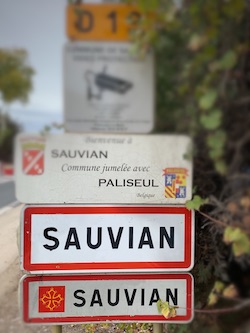 Bienvenue à
SAUVIAN
Commune jumelée avec
PALISEUL
Belgique
SAUVIAN
SAUVIAN